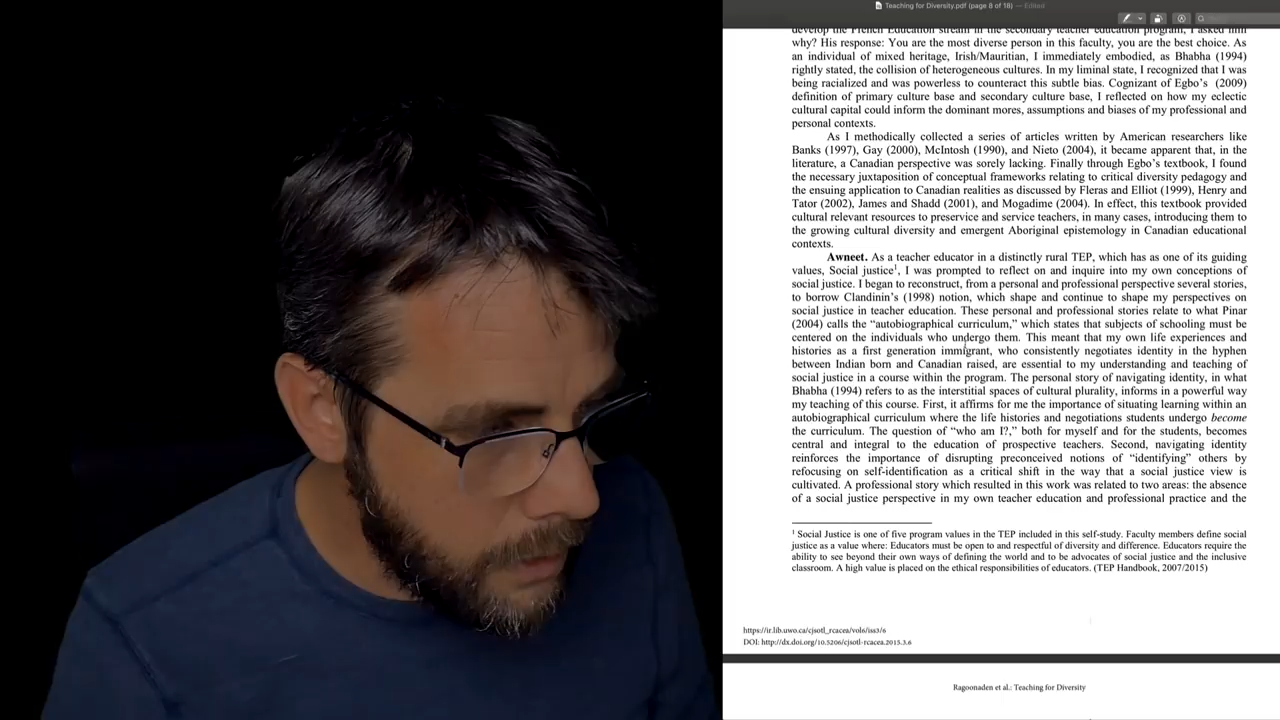 Teaching for Diversity.pdf (page 8 of 18) — Edited
develop the French Education stream in the secondary teacher education program, I asked him
why? His response: You are the most diverse person in this faculty, you are the best choice. As
an individual of mixed heritage, Irish/Mauritian, I immediately embodied, as Bhabha (1994)
rightly stated, the collision of heterogeneous cultures. In my liminal state, I recognized that I was
being racialized and was powerless to counteract this subtle bias. Cognizant of Egbo's (2009)
definition of primary culture base and secondary culture base, I reflected on how my eclectic
cultural capital could inform the dominant mores, assumptions and biases of my professional and
personal contexts.
As I methodically collected a series of articles written by American researchers like
Banks (1997), Gay (2000), McIntosh (1990), and Nieto (2004), it became apparent that, in the
literature, a Canadian perspective was sorely lacking. Finally through Egbo's textbook, I found
the necessary juxtaposition of conceptual frameworks relating to critical diversity pedagogy and
the ensuing application to Canadian realities as discussed by Fleras and Elliot (1999), Henry and
Tator (2002), James and Shadd (2001), and Mogadime (2004). In effect, this textbook provided
cultural relevant resources to preservice and service teachers, in many cases, introducing them to
the growing cultural diversity and emergent Aboriginal epistemology in Canadian educational
contexts.
Awneet. As a teacher educator in a distinctly rural TEP, which has as one of its guiding
values, Social justice¹, I was prompted to reflect on and inquire into my own conceptions of
social justice. I began to reconstruct, from a personal and professional perspective several stories,
to borrow Clandinin's (1998) notion, which shape and continue to shape my perspectives on
social justice in teacher education. These personal and professional stories relate to what Pinar
(2004) calls the “autobiographical curriculum,” which states that subjects of schooling must be
centered on the individuals who undergo them. This meant that my own life experiences and
histories as a first generation immigrant, who consistently negotiates identity in the hyphen
between Indian born and Canadian raised, are essential to my understanding and teaching of
social justice in a course within the program. The personal story of navigating identity, in what
Bhabha (1994) refers to as the interstitial spaces of cultural plurality, informs in a powerful way
my teaching of this course. First, it affirms for me the importance of situating learning within an
autobiographical curriculum where the life histories and negotiations students undergo become
the curriculum. The question of “who am I?,” both for myself and for the students, becomes
central and integral to the education of prospective teachers. Second, navigating identity
reinforces the importance of disrupting preconceived notions of “identifying” others by
refocusing on self-identification as a critical shift in the way that a social justice view is
cultivated. A professional story which resulted in this work was related to two areas: the absence
of a social justice perspective in my own teacher education and professional practice and the
¹ Social Justice is one of five program values in the TEP included in this self-study. Faculty members define social
justice as a value where: Educators must be open to and respectful of diversity and difference. Educators require the
ability to see beyond their own ways of defining the world and to be advocates of social justice and the inclusive
classroom. A high value is placed on the ethical responsibilities of educators. (TEP Handbook, 2007/2015)
https://ir.lib.uwo.ca/cjsotl_rcacea/vol6/iss3/6
DOI: http://dx.doi.org/10.5206/cjsotl-rcacea.2015.3.6
Ragoonaden et al.: Teaching for Diversity